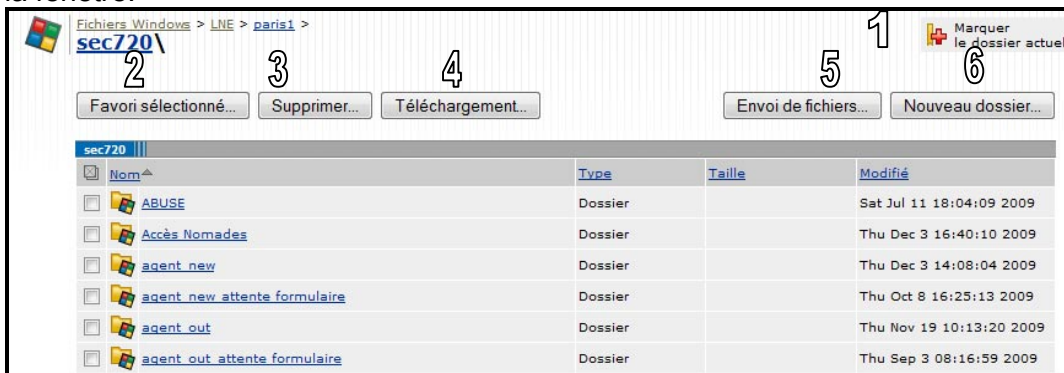 la fenêtre.
Fichiers Windows > LNE > paris1 >
sec720\
1
Marquer
le dossier actuel
2
3
4
5
6
Favori sélectionné...
Supprimer...
Téléchargement...
Envoi de fichiers...
Nouveau dossier...
sec720
Nom Type Taille Modifié
ABUSE Dossier Sat Jul 11 18:04:09 2009
Accès Nomades Dossier Thu Dec 3 16:40:10 2009
agent_new Dossier Thu Dec 3 14:08:04 2009
agent_new_attente formulaire Dossier Thu Oct 8 16:25:13 2009
agent_out Dossier Thu Nov 19 10:13:20 2009
agent_out_attente formulaire Dossier Thu Sep 3 08:16:59 2009